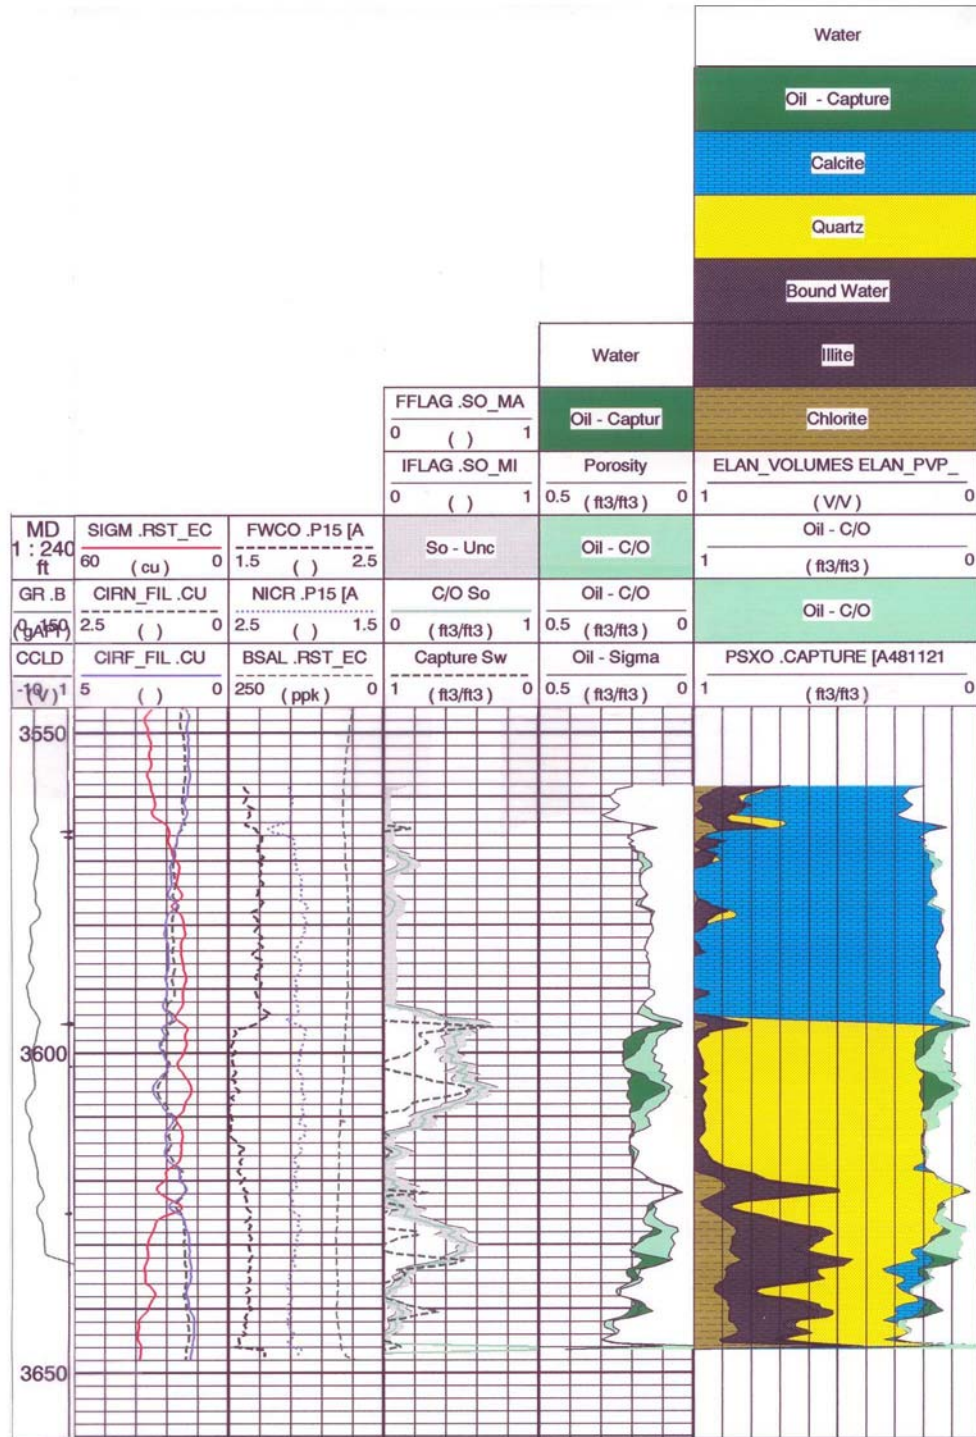 Water
Oil - Capture
Calcite
Quartz
Bound Water
Water
Illite
FFLAG .SO_MA
0 ( ) 1
Oil - Captur
Chlorite
IFLAG .SO_MI
0 ( ) 1
Porosity
0.5 (ft3/ft3) 0
ELAN_VOLUMES ELAN_PVP_
1 (V/V) 0
MD
1 : 240
ft
SIGM .RST_EC
60 (cu) 0
FWCO .P15 [A
1.5 ( ) 2.5
So - Unc
Oil - C/O
Oil - C/O
1 (ft3/ft3) 0
GR .B
0 150
(gAPI)
CIRN_FIL .CU
2.5 ( ) 0
NICR .P15 [A
2.5 ( ) 1.5
C/O So
0 (ft3/ft3) 1
Oil - C/O
0.5 (ft3/ft3) 0
Oil - C/O
CCLD
-10 1
(V)
CIRF_FIL .CU
5 ( ) 0
BSAL .RST_EC
250 (ppk) 0
Capture Sw
1 (ft3/ft3) 0
Oil - Sigma
0.5 (ft3/ft3) 0
PSXO .CAPTURE [A481121
1 (ft3/ft3) 0
3550
3600
3650